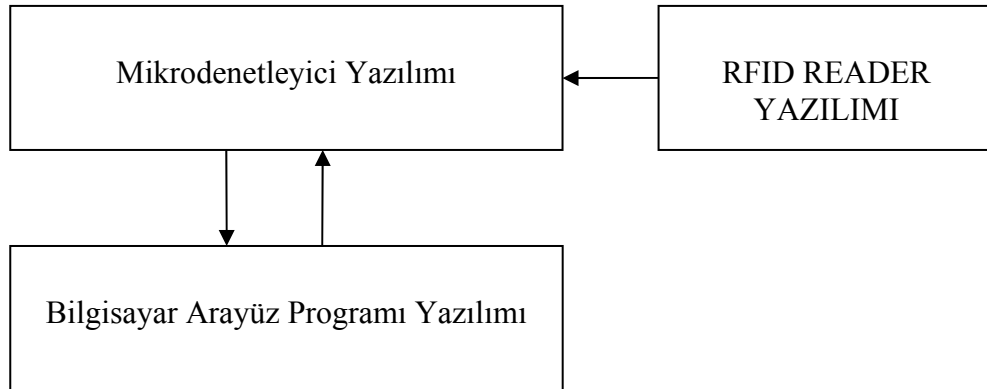 Mikrodenetleyici Yazılımı
RFID READER
YAZILIMI
Bilgisayar Arayüz Programı Yazılımı